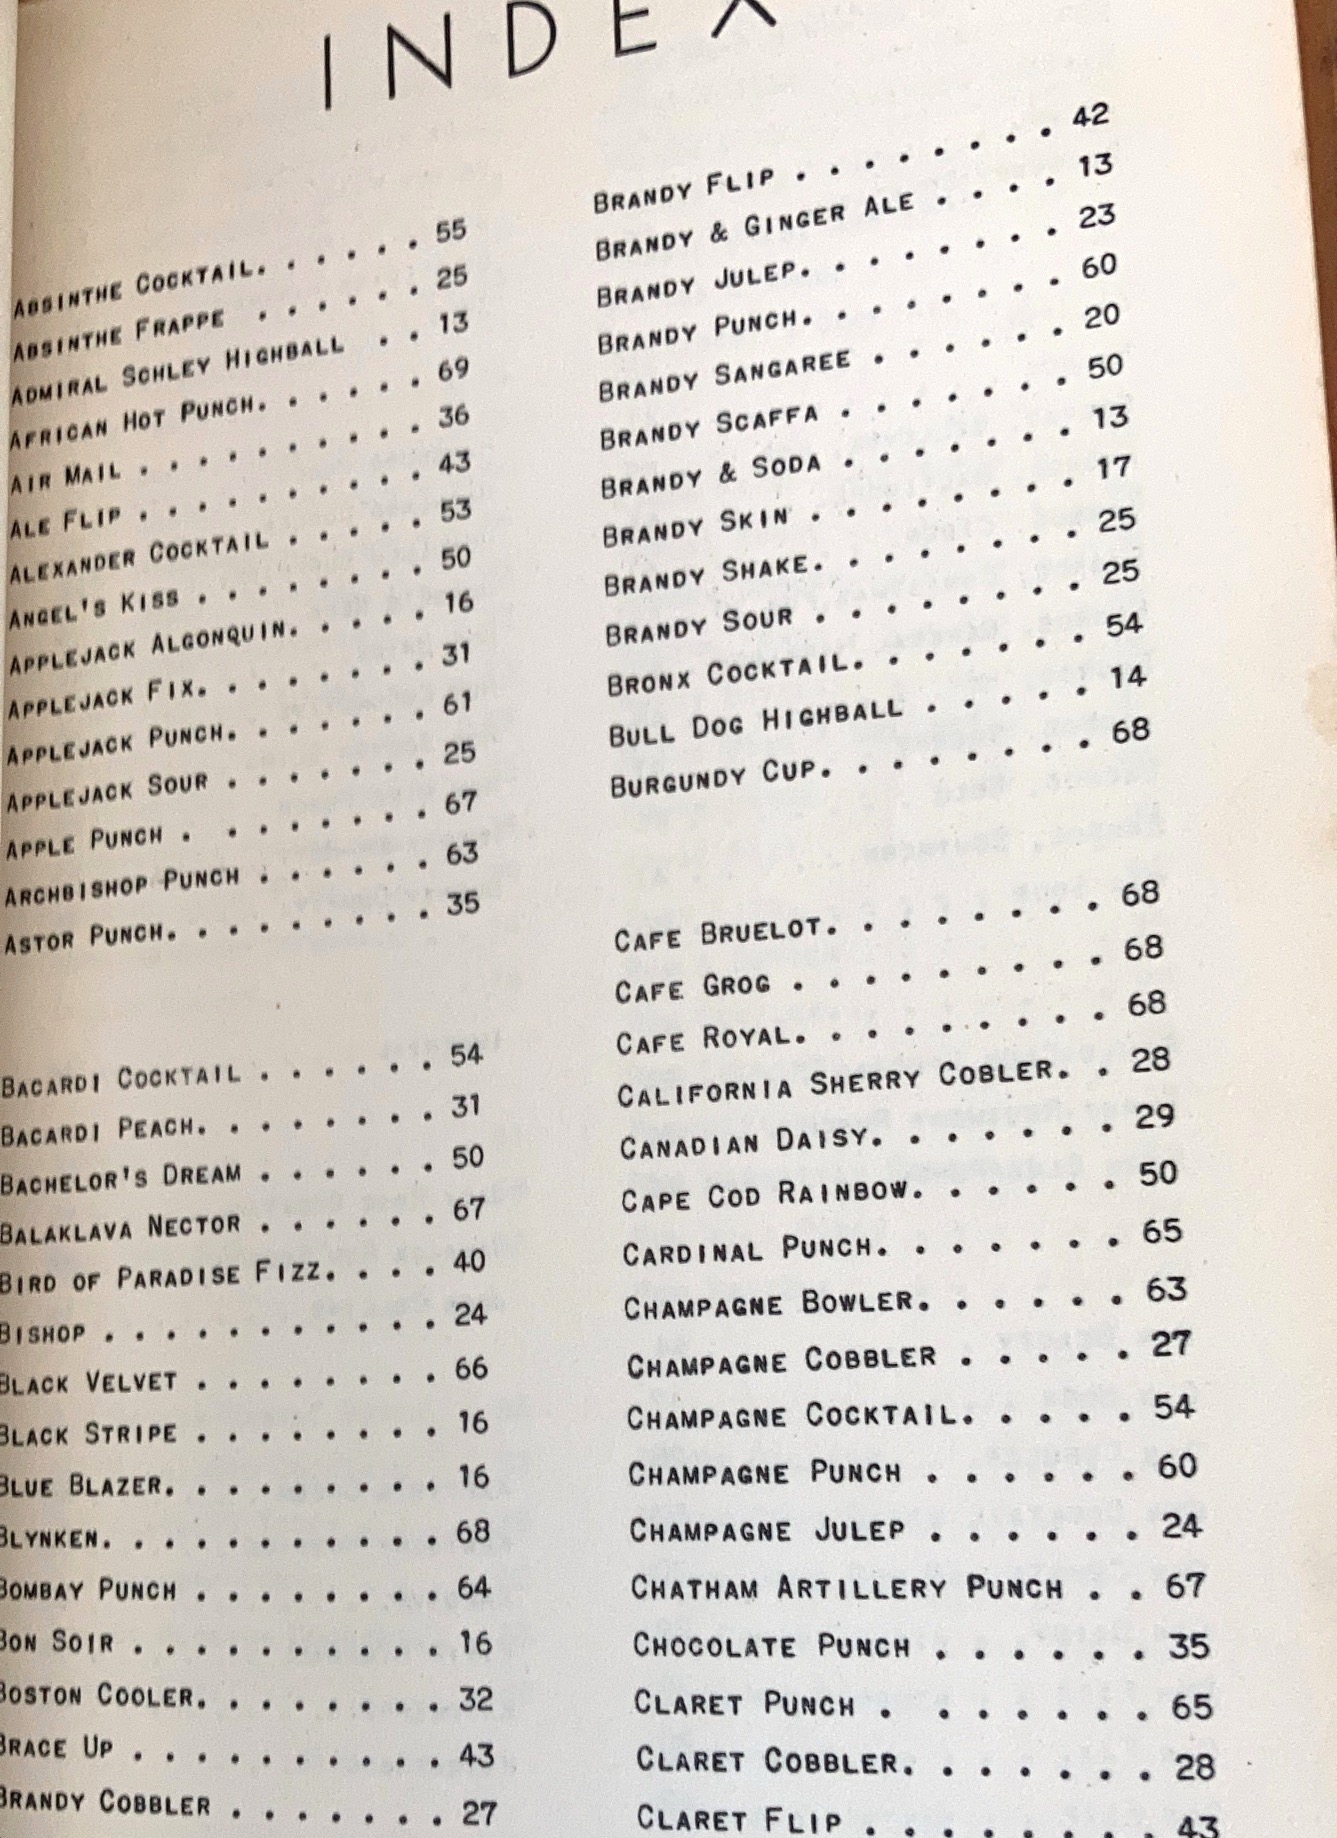 INDEX
ABSINTHE COCKTAIL. . . . . . 55
ABSINTHE FRAPPE . . . . . . 25
ADMIRAL SCHLEY HIGHBALL . . 13
AFRICAN HOT PUNCH. . . . . . 69
AIR MAIL . . . . . . . . . . 36
ALE FLIP . . . . . . . . . . 43
ALEXANDER COCKTAIL . . . . . 53
ANGEL'S KISS . . . . . . . . 50
APPLEJACK ALGONQUIN. . . . . 16
APPLEJACK FIX. . . . . . . . 31
APPLEJACK PUNCH. . . . . . . 61
APPLEJACK SOUR . . . . . . . 25
APPLE PUNCH . . . . . . . . 67
ARCHBISHOP PUNCH . . . . . . 63
ASTOR PUNCH. . . . . . . . . 35
BACARDI COCKTAIL . . . . . . 54
BACARDI PEACH. . . . . . . . 31
BACHELOR'S DREAM . . . . . . 50
BALAKLAVA NECTOR . . . . . . 67
BIRD OF PARADISE FIZZ. . . . 40
BISHOP . . . . . . . . . . . 24
BLACK VELVET . . . . . . . . 66
BLACK STRIPE . . . . . . . . 16
BLUE BLAZER. . . . . . . . . 16
BLYNKEN. . . . . . . . . . . 68
BOMBAY PUNCH . . . . . . . . 64
BON SOIR . . . . . . . . . . 16
BOSTON COOLER. . . . . . . . 32
BRACE UP . . . . . . . . . . 43
BRANDY COBBLER . . . . . . . 27
BRANDY FLIP . . . . . . . . 42
BRANDY & GINGER ALE . . . . 13
BRANDY JULEP. . . . . . . . 23
BRANDY PUNCH. . . . . . . . 60
BRANDY SANGAREE . . . . . . 20
BRANDY SCAFFA . . . . . . . 50
BRANDY & SODA . . . . . . . 13
BRANDY SKIN . . . . . . . . 17
BRANDY SHAKE. . . . . . . . 25
BRANDY SOUR . . . . . . . . 25
BRONX COCKTAIL. . . . . . . 54
BULL DOG HIGHBALL . . . . . 14
BURGUNDY CUP. . . . . . . . 68
CAFE BRUELOT. . . . . . . . 68
CAFE GROG . . . . . . . . . 68
CAFE ROYAL. . . . . . . . . 68
CALIFORNIA SHERRY COBLER. . 28
CANADIAN DAISY. . . . . . . 29
CAPE COD RAINBOW. . . . . . 50
CARDINAL PUNCH. . . . . . . 65
CHAMPAGNE BOWLER. . . . . . 63
CHAMPAGNE COBBLER . . . . . 27
CHAMPAGNE COCKTAIL. . . . . 54
CHAMPAGNE PUNCH . . . . . . 60
CHAMPAGNE JULEP . . . . . . 24
CHATHAM ARTILLERY PUNCH . . 67
CHOCOLATE PUNCH . . . . . . 35
CLARET PUNCH . . . . . . . 65
CLARET COBBLER. . . . . . . 28
CLARET FLIP . . . . . . . . 43